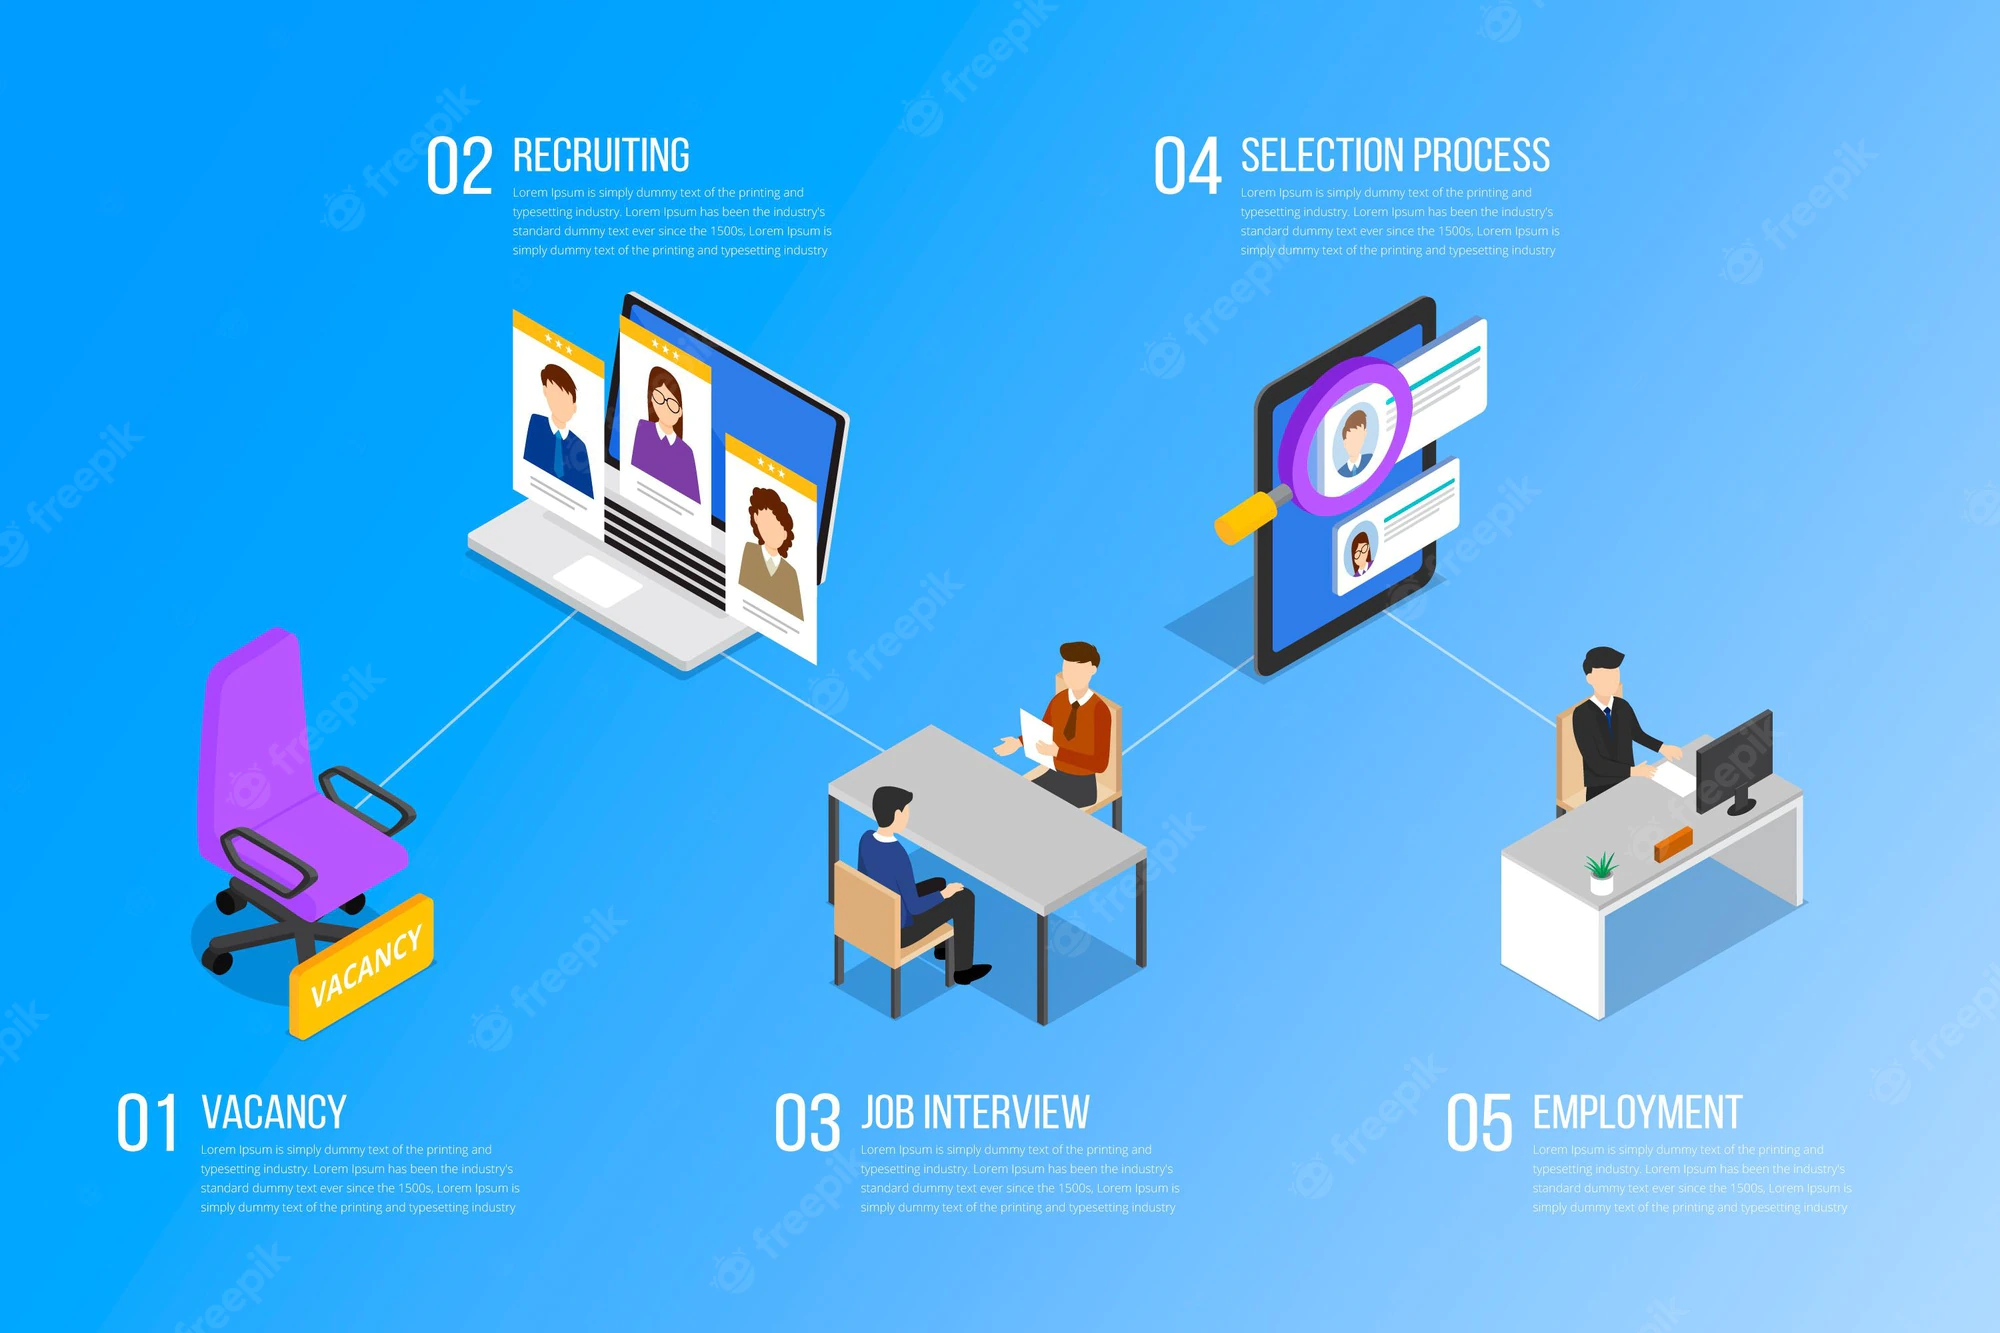 02 RECRUITING
Lorem Ipsum is simply dummy text of the printing and
typesetting industry. Lorem Ipsum has been the industry's
standard dummy text ever since the 1500s, Lorem Ipsum is
simply dummy text of the printing and typesetting industry
04 SELECTION PROCESS
Lorem Ipsum is simply dummy text of the printing and
typesetting industry. Lorem Ipsum has been the industry's
standard dummy text ever since the 1500s, Lorem Ipsum is
simply dummy text of the printing and typesetting industry
VACANCY
01 VACANCY
Lorem Ipsum is simply dummy text of the printing and
typesetting industry. Lorem Ipsum has been the industry's
standard dummy text ever since the 1500s, Lorem Ipsum is
simply dummy text of the printing and typesetting industry
03 JOB INTERVIEW
Lorem Ipsum is simply dummy text of the printing and
typesetting industry. Lorem Ipsum has been the industry's
standard dummy text ever since the 1500s, Lorem Ipsum is
simply dummy text of the printing and typesetting industry
05 EMPLOYMENT
Lorem Ipsum is simply dummy text of the printing and
typesetting industry. Lorem Ipsum has been the industry's
standard dummy text ever since the 1500s, Lorem Ipsum is
simply dummy text of the printing and typesetting industry
freepik